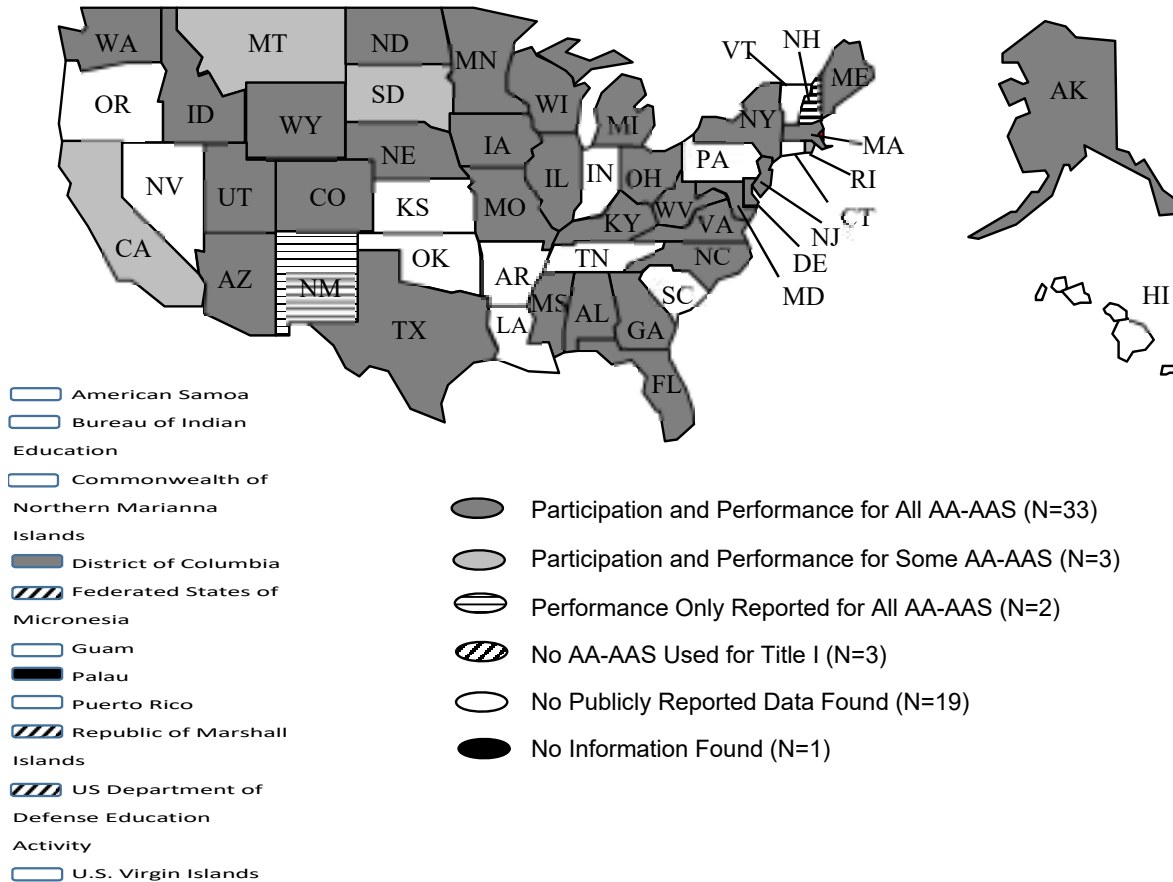 WA
MT
ND
MN
VT
NH
ME
OR
ID
SD
WI
MI
NY
AK
WY
IA
MA
NE
PA
NV
UT
CO
IL
IN
OH
RI
KS
MO
WV
CT
CA
KY
VA
NJ
OK
TN
NC
DE
AZ
NM
AR
SC
MD
HI
MS
AL
GA
TX
LA
FL
American Samoa
Bureau of Indian
Education
Commonwealth of
Northern Marianna
Islands
District of Columbia
Federated States of
Micronesia
Guam
Palau
Puerto Rico
Republic of Marshall
Islands
US Department of
Defense Education
Activity
U.S. Virgin Islands
Participation and Performance for All AA-AAS (N=33)
Participation and Performance for Some AA-AAS (N=3)
Performance Only Reported for All AA-AAS (N=2)
No AA-AAS Used for Title I (N=3)
No Publicly Reported Data Found (N=19)
No Information Found (N=1)